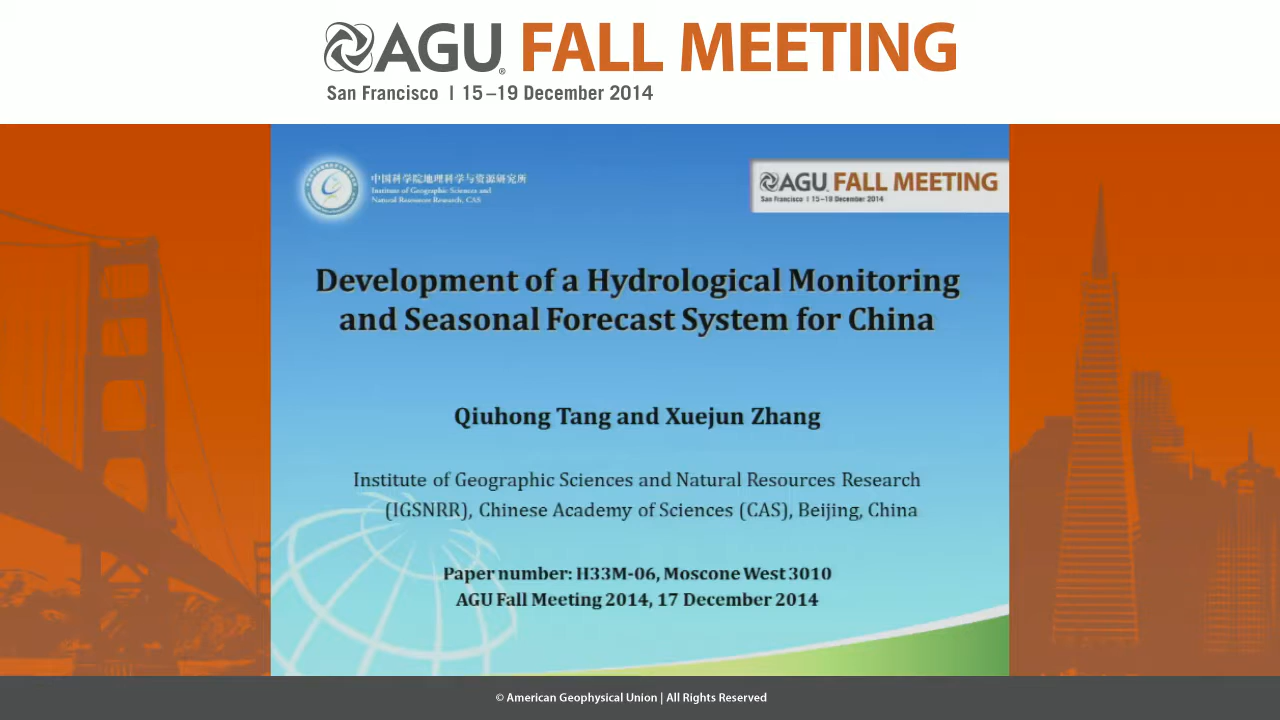 AGU® FALL MEETING
San Francisco | 15–19 December 2014
中国科学院地理科学与资源研究所
Institute of Geographic Sciences and
Natural Resources Research, CAS
AGU FALL MEETING
San Francisco | 15–19 December 2014
Development of a Hydrological Monitoring
and Seasonal Forecast System for China
Qiuhong Tang and Xuejun Zhang
Institute of Geographic Sciences and Natural Resources Research
(IGSNRR), Chinese Academy of Sciences (CAS), Beijing, China
Paper number: H33M-06, Moscone West 3010
AGU Fall Meeting 2014, 17 December 2014
© American Geophysical Union | All Rights Reserved